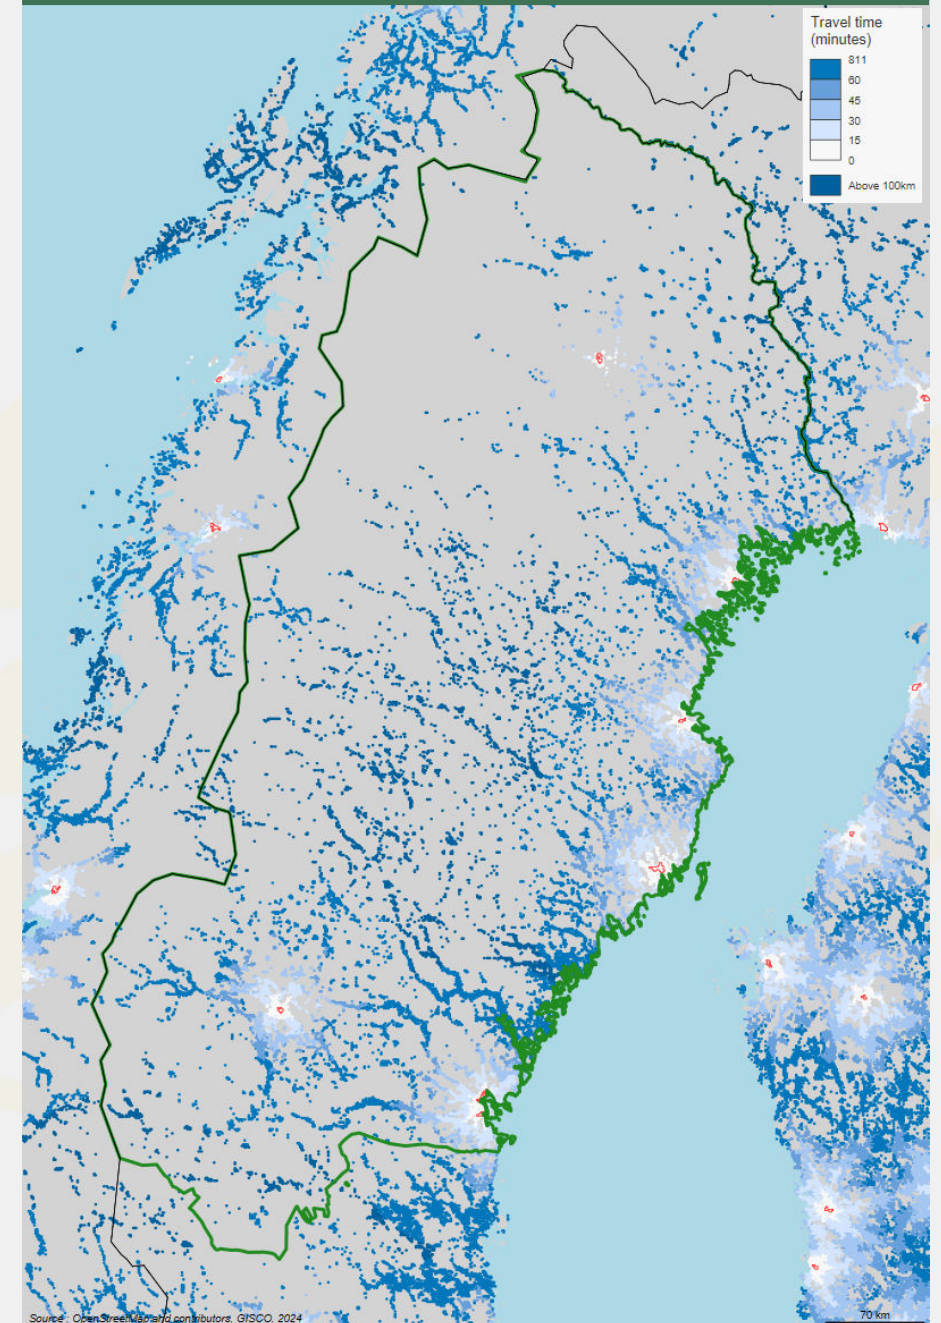 Travel time
(minutes)
811
60
45
30
15
0
Above 100km
Source : OpenStreetMap and contributors, GISCO, 2024
70 km